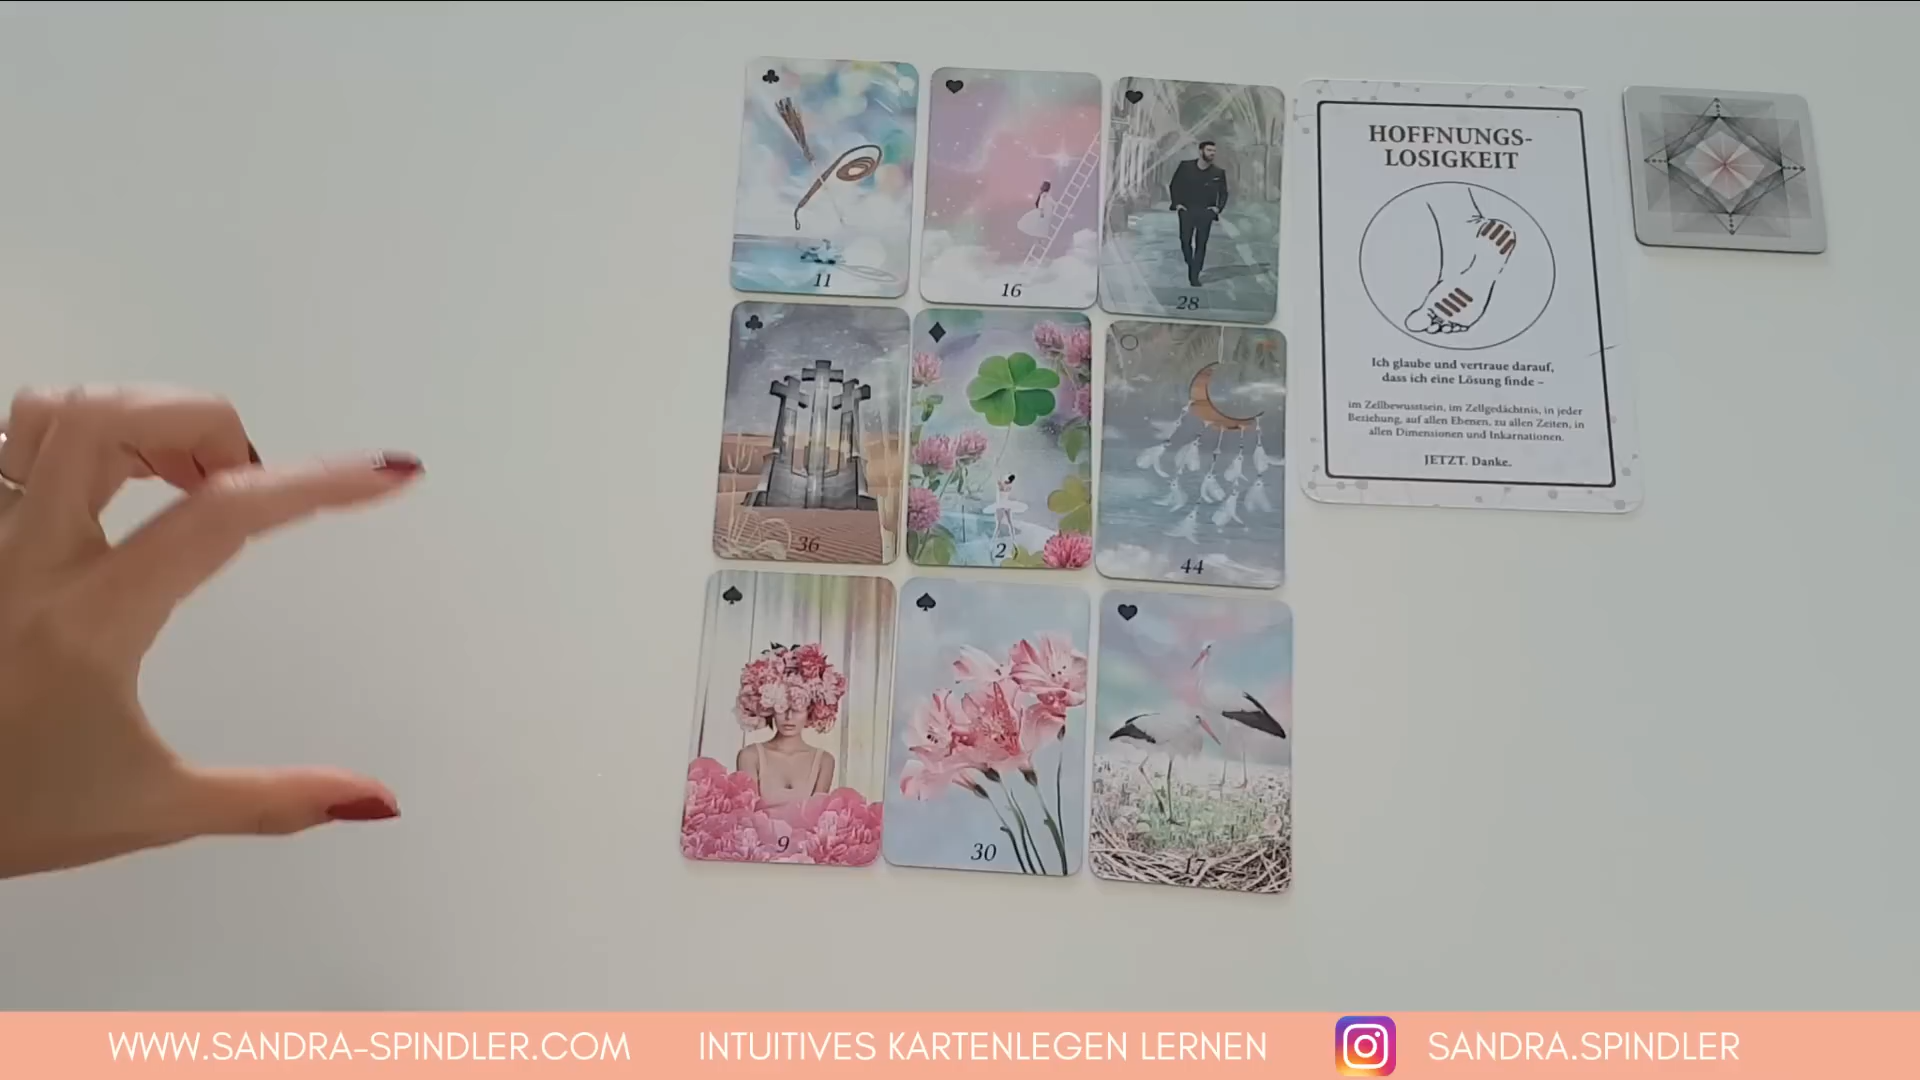 11
16
28
36
2
44
9
30
17
HOFFNUNGS-
LOSIGKEIT
Ich glaube und vertraue darauf,
dass ich eine Lösung finde –
im Zellbewusstsein, im Zellgedächtnis, in jeder
Beziehung, auf allen Ebenen, zu allen Zeiten, in
allen Dimensionen und Inkarnationen.
JETZT. Danke.
WWW.SANDRA-SPINDLER.COM
INTUITIVES KARTENLEGEN LERNEN
SANDRA.SPINDLER